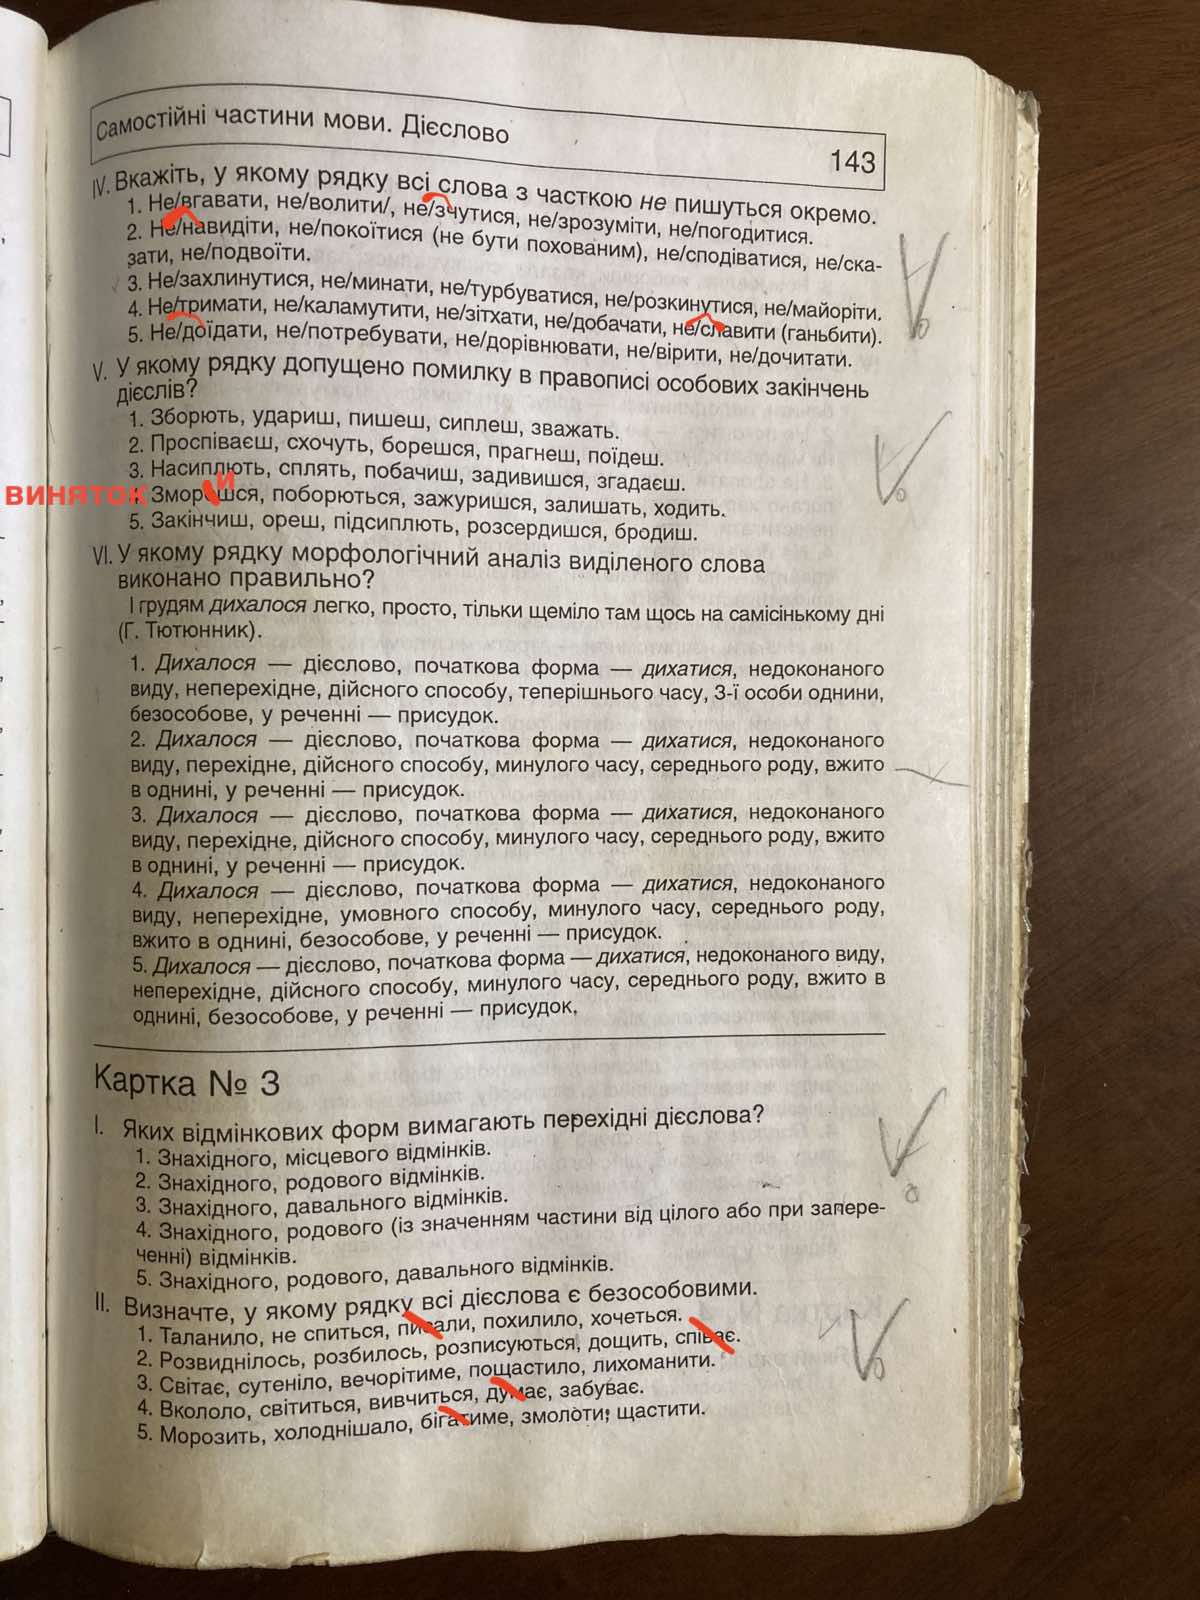 Самостійні частини мови. Дієслово
143
IV. Вкажіть, у якому рядку всі слова з часткою не пишуться окремо.
1. Не/вгавати, не/волити/, не/зчутися, не/зрозуміти, не/погодитися.
2. Не/навидіти, не/покоїтися (не бути похованим), не/сподіватися, не/ска-
зати, не/подвоїти.
3. Не/захлинутися, не/минати, не/турбуватися, не/розкинутися, не/майоріти.
4. Не/тримати, не/каламутити, не/зітхати, не/добачати, не/славити (ганьбити).
5. Не/доїдати, не/потребувати, не/дорівнювати, не/вірити, не/дочитати.
V. У якому рядку допущено помилку в правописі особових закінчень
дієслів?
1. Зборють, удариш, пишеш, сиплеш, зважать.
2. Проспіваєш, схочуть, борешся, прагнеш, поїдеш.
3. Насиплють, сплять, побачиш, задивишся, згадаєш.
виняток Зморшся, поборються, зажуришся, залишать, ходить.
и
5. Закінчиш, ореш, підсиплють, розсердишся, бродиш.
VI. У якому рядку морфологічний аналіз виділеного слова
виконано правильно?
І грудям дихалося легко, просто, тільки щеміло там щось на самісінькому дні
(Г. Тютюнник).
1. Дихалося — дієслово, початкова форма — дихатися, недоконаного
виду, неперехідне, дійсного способу, теперішнього часу, 3-ї особи однини,
безособове, у реченні — присудок.
2. Дихалося — дієслово, початкова форма — дихатися, недоконаного
виду, перехідне, дійсного способу, минулого часу, середнього роду, вжито
в однині, у реченні — присудок.
3. Дихалося — дієслово, початкова форма — дихатися, недоконаного
виду, перехідне, дійсного способу, минулого часу, середнього роду, вжито
в однині, у реченні — присудок.
4. Дихалося — дієслово, початкова форма — дихатися, недоконаного
виду, неперехідне, умовного способу, минулого часу, середнього роду,
вжито в однині, безособове, у реченні — присудок.
5. Дихалося — дієслово, початкова форма — дихатися, недоконаного виду,
неперехідне, дійсного способу, минулого часу, середнього роду, вжито в
однині, безособове, у реченні — присудок.
Картка № 3
I. Яких відмінкових форм вимагають перехідні дієслова?
1. Знахідного, місцевого відмінків.
2. Знахідного, родового відмінків.
3. Знахідного, давального відмінків.
4. Знахідного, родового (із значенням частини від цілого або при запере-
ченні) відмінків.
5. Знахідного, родового, давального відмінків.
II. Визначте, у якому рядку всі дієслова є безособовими.
1. Таланило, не спиться, писали, похилило, хочеться.
2. Розвиднілось, розбилось, розписуються, дощить, співає.
3. Світає, сутеніло, вечорітиме, пощастило, лихоманити.
4. Вкололо, світиться, вивчиться, думає, забуває.
5. Морозить, холоднішало, бігатиме, змолоти, щастити.